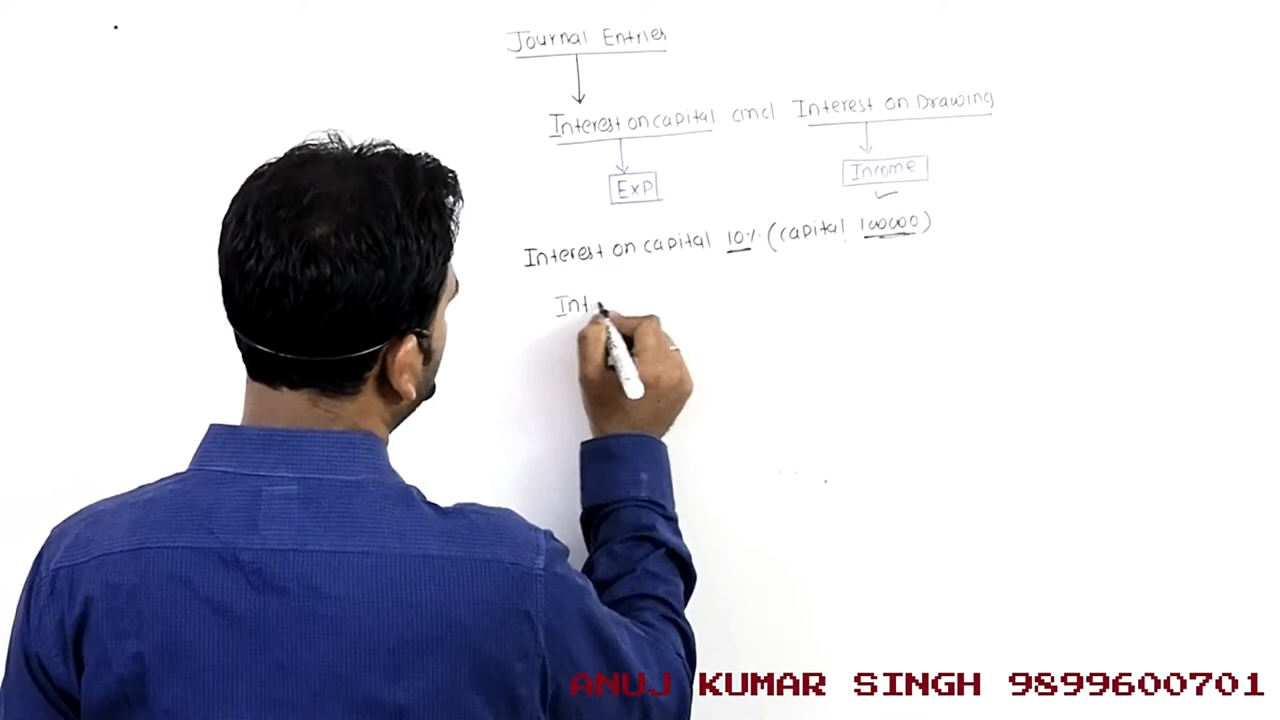 Journal Entries
Interest on capital and Interest on Drawing
Exp Income
Interest on capital 10% (capital 100000)
Int
ANUJ KUMAR SINGH 9899600701